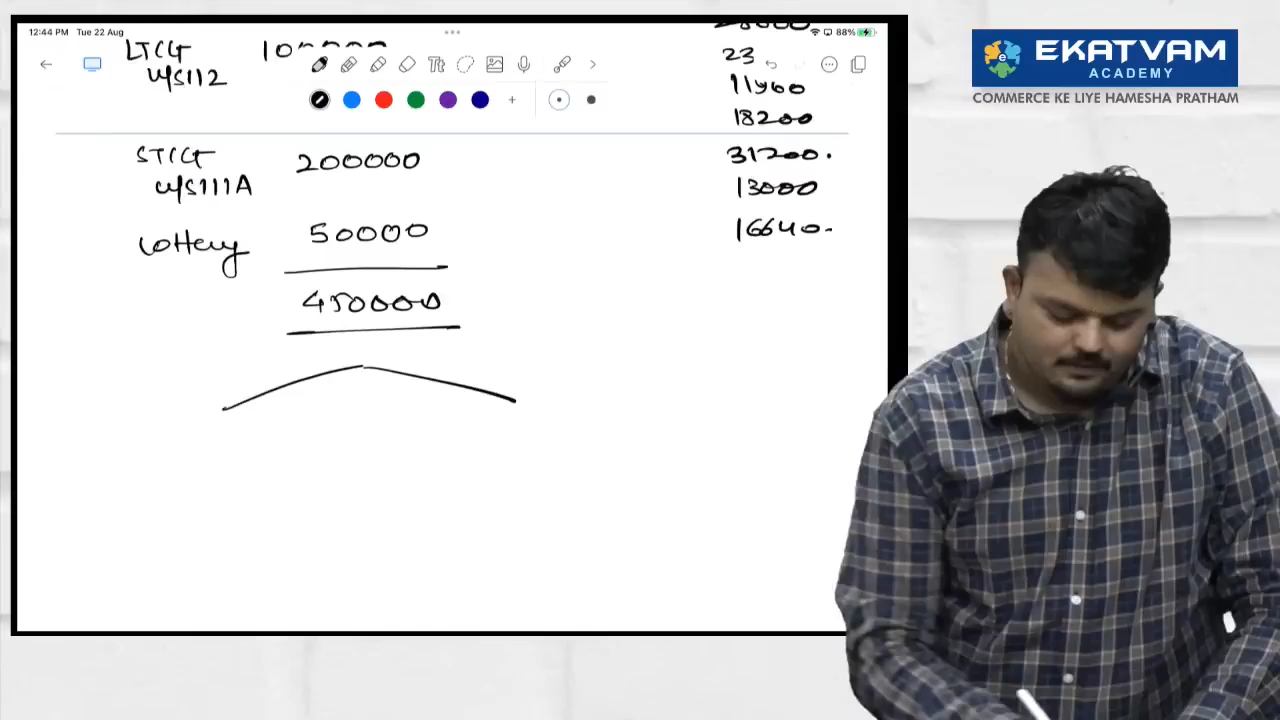 12:44 PM Tue 22 Aug
88%
LTCG
u/s112
STCG 200000
u/s111A
Lottery 50000
450000
23
18200
31200.
13000
16640.
EKATVAM
ACADEMY
COMMERCE KE LIYE HAMESHA PRATHAM
Tt